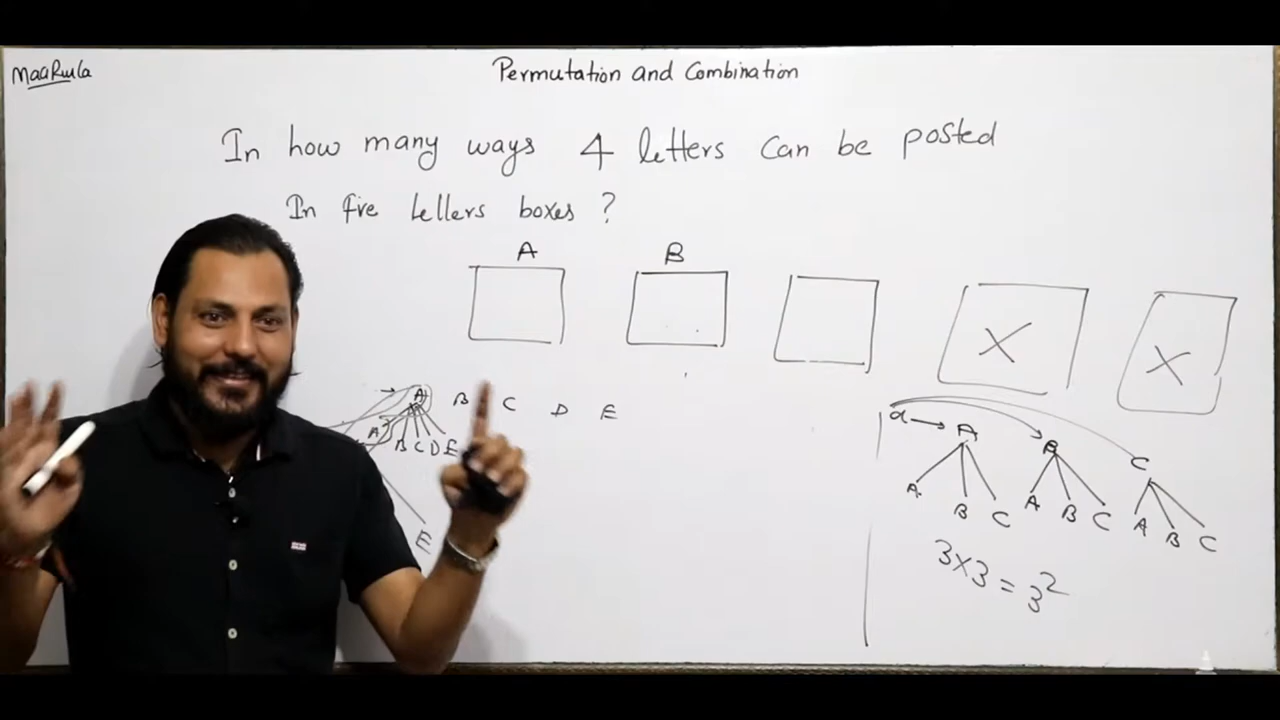 MaaRula
Permutation and Combination
In how many ways 4 letters can be posted
In five lellers boxes ?
A B
X X
A B C D E
A B C D E
E
a A B C
A B C A B C A B C
3×3 = 3²